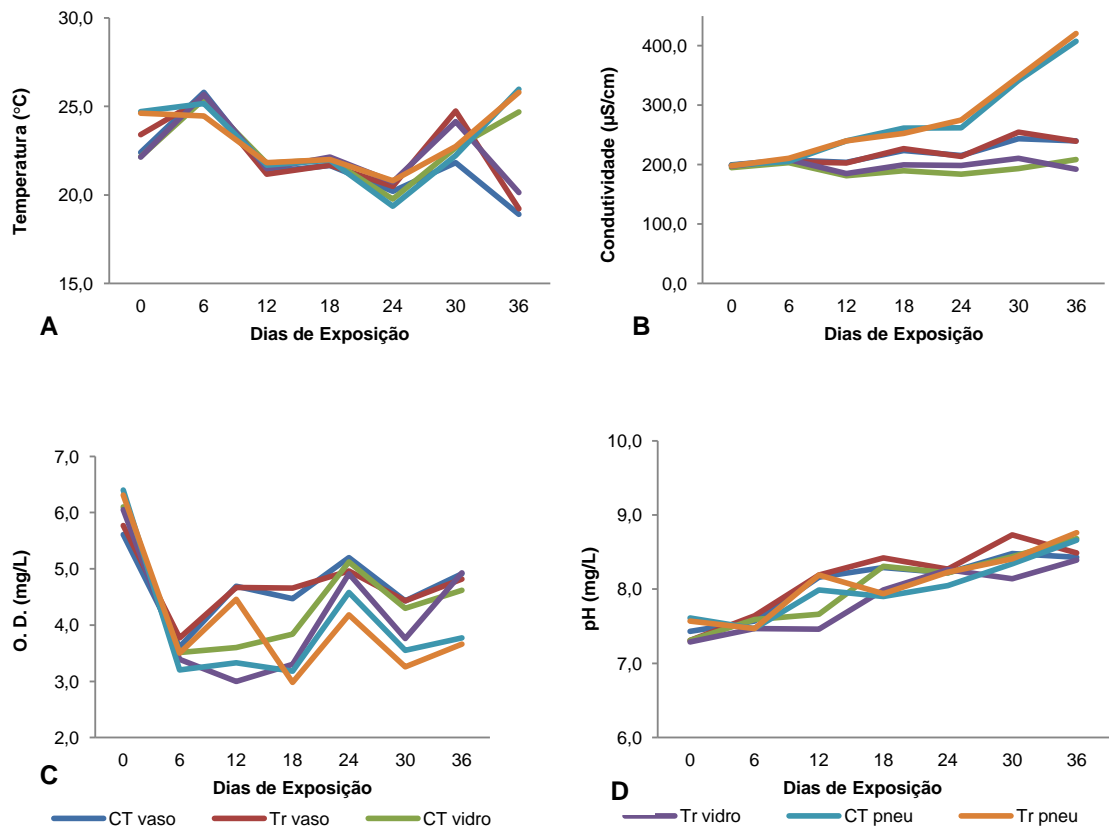 30,0
25,0
20,0
15,0
Temperatura (°C)
0 6 12 18 24 30 36
Dias de Exposição
A
400,0
300,0
200,0
100,0
0,0
Condutividade (µS/cm)
0 6 12 18 24 30 36
Dias de Exposição
B
7,0
6,0
5,0
4,0
3,0
2,0
O. D. (mg/L)
0 6 12 18 24 30 36
Dias de Exposição
C
10,0
9,0
8,0
7,0
6,0
pH (mg/L)
0 6 12 18 24 30 36
Dias de Exposição
D
CT vaso Tr vaso CT vidro Tr vidro CT pneu Tr pneu